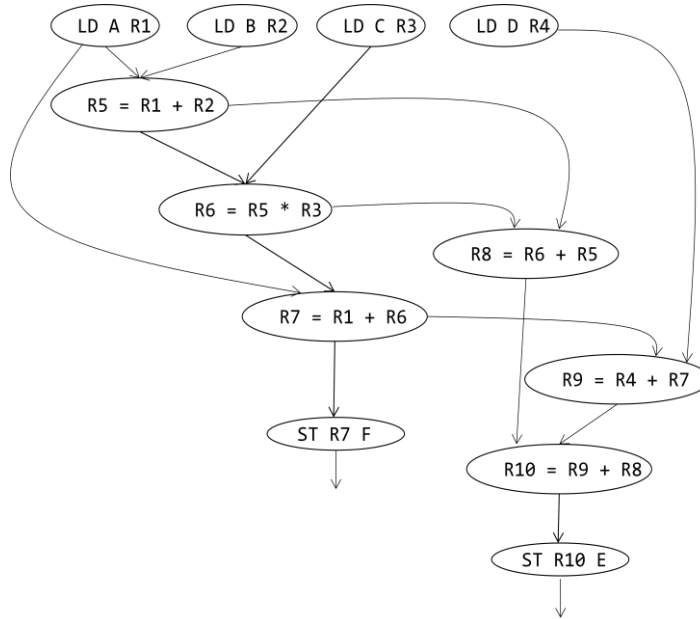 LD A R1
LD B R2
LD C R3
LD D R4
R5 = R1 + R2
R6 = R5 * R3
R8 = R6 + R5
R7 = R1 + R6
R9 = R4 + R7
ST R7 F
R10 = R9 + R8
ST R10 E